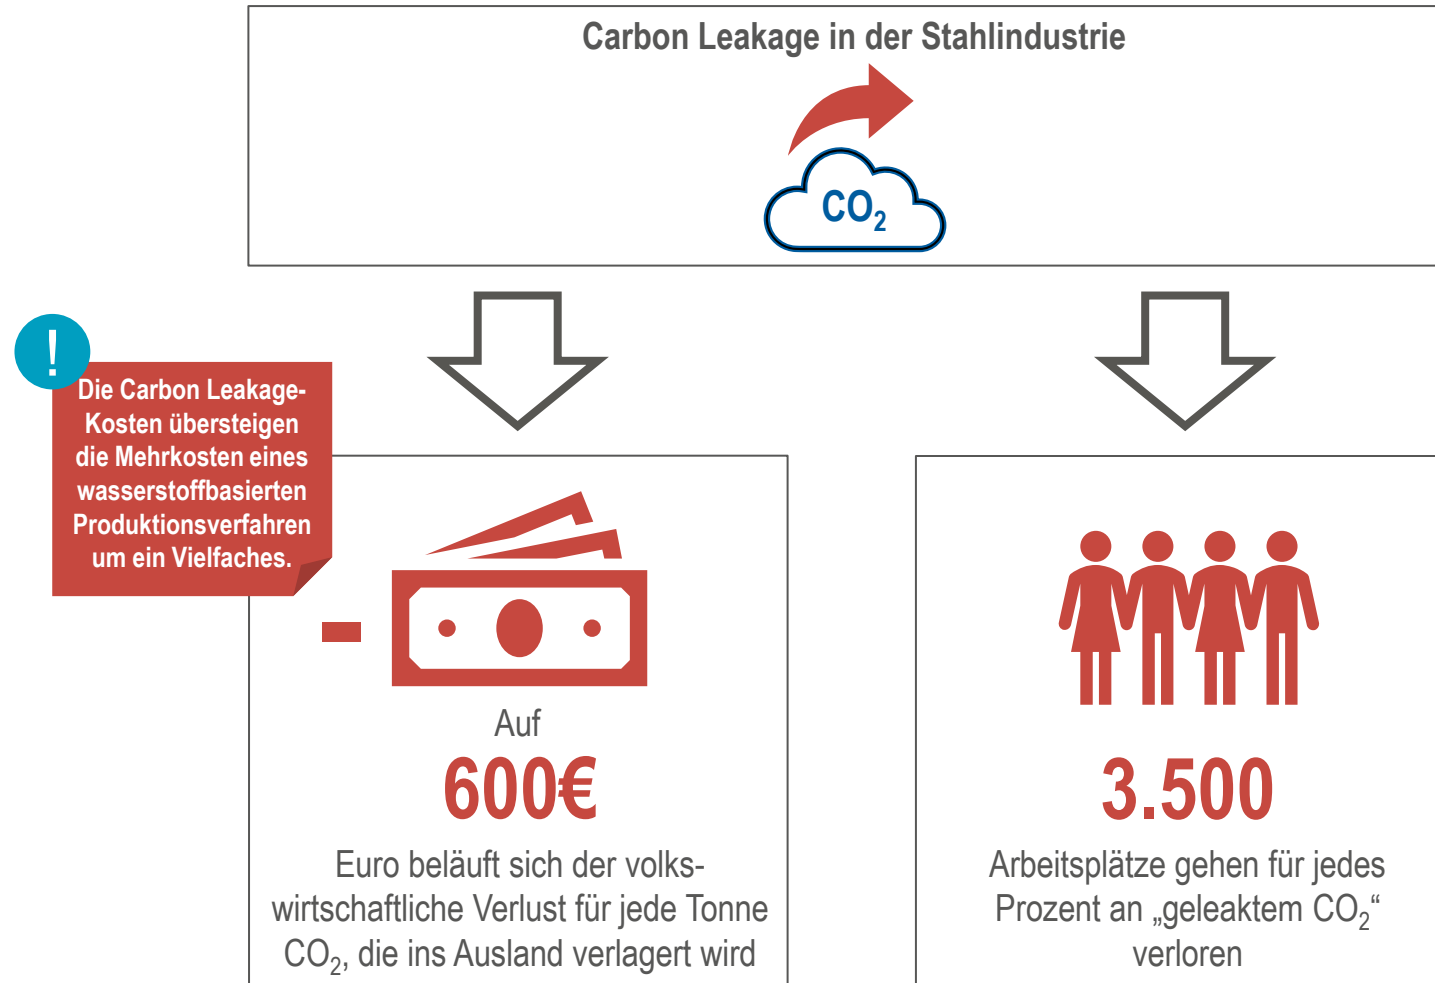 Carbon Leakage in der Stahlindustrie
CO₂
!
Die Carbon Leakage-
Kosten übersteigen
die Mehrkosten eines
wasserstoffbasierten
Produktionsverfahren
um ein Vielfaches.
Auf
600€
Euro beläuft sich der volks-
wirtschaftliche Verlust für jede Tonne
CO₂, die ins Ausland verlagert wird
3.500
Arbeitsplätze gehen für jedes
Prozent an „geleaktem CO₂“
verloren